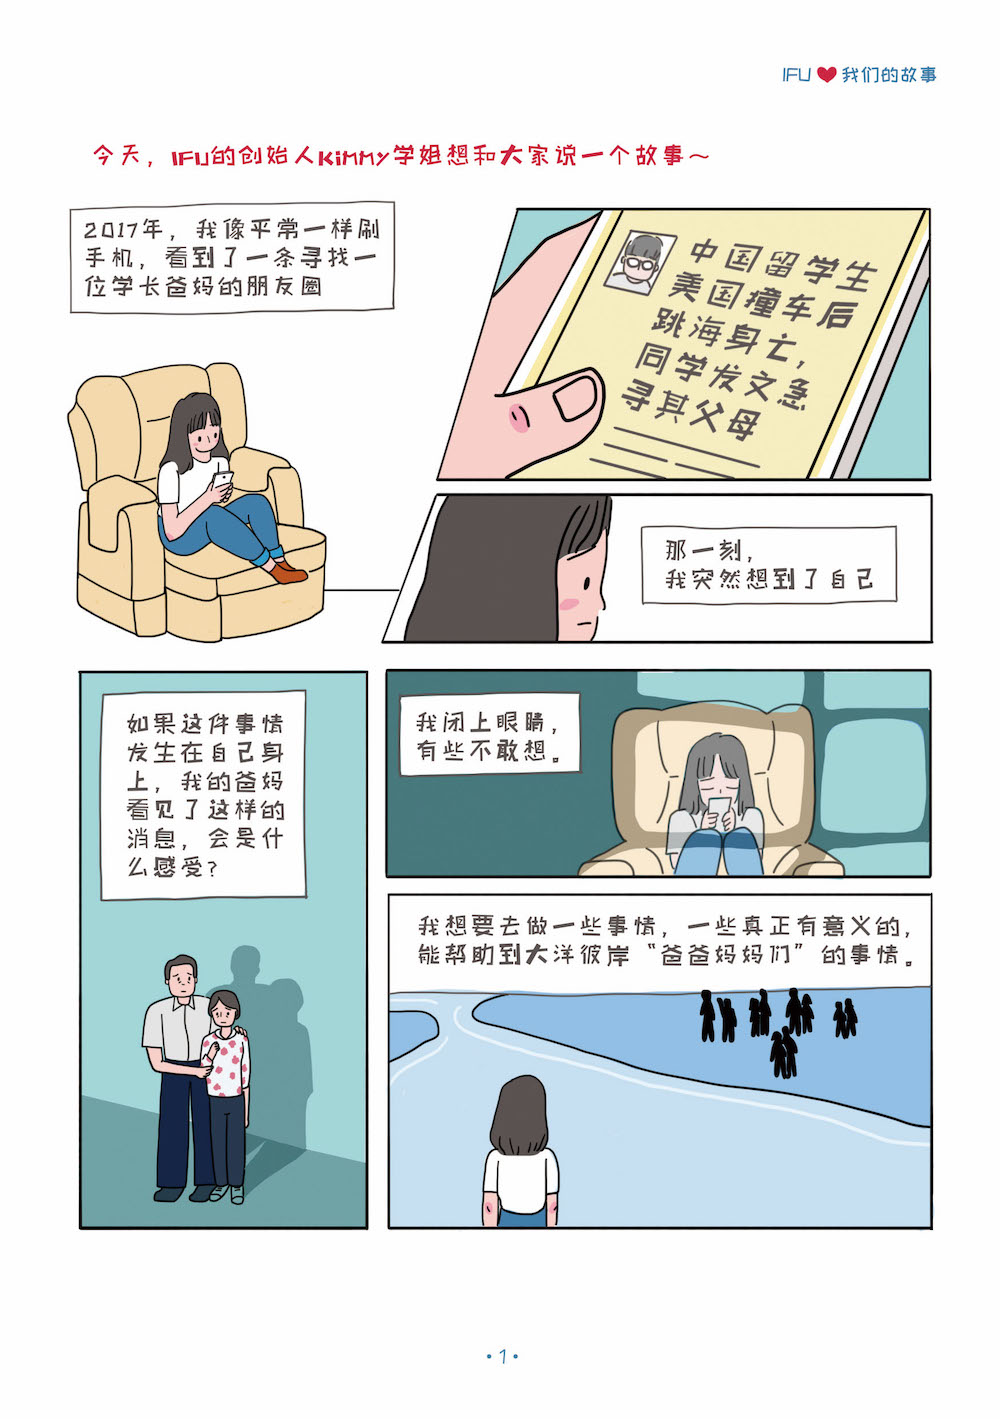 IFU❤我们的故事
今天，IFU的创始人Kimmy学姐想和大家说一个故事～
2017年，我像平常一样刷
手机，看到了一条寻找一
位学长爸妈的朋友圈
中国留学生
美国撞车后
跳海身亡，
同学发文急
寻其父母
那一刻，
我突然想到了自己
如果这件事情
发生在自己身
上，我的爸妈
看见了这样的
消息，会是什
么感受？
我闭上眼睛，
有些不敢想。
我想要去做一些事情，一些真正有意义的，
能帮助到大洋彼岸“爸爸妈妈们”的事情。
·1·